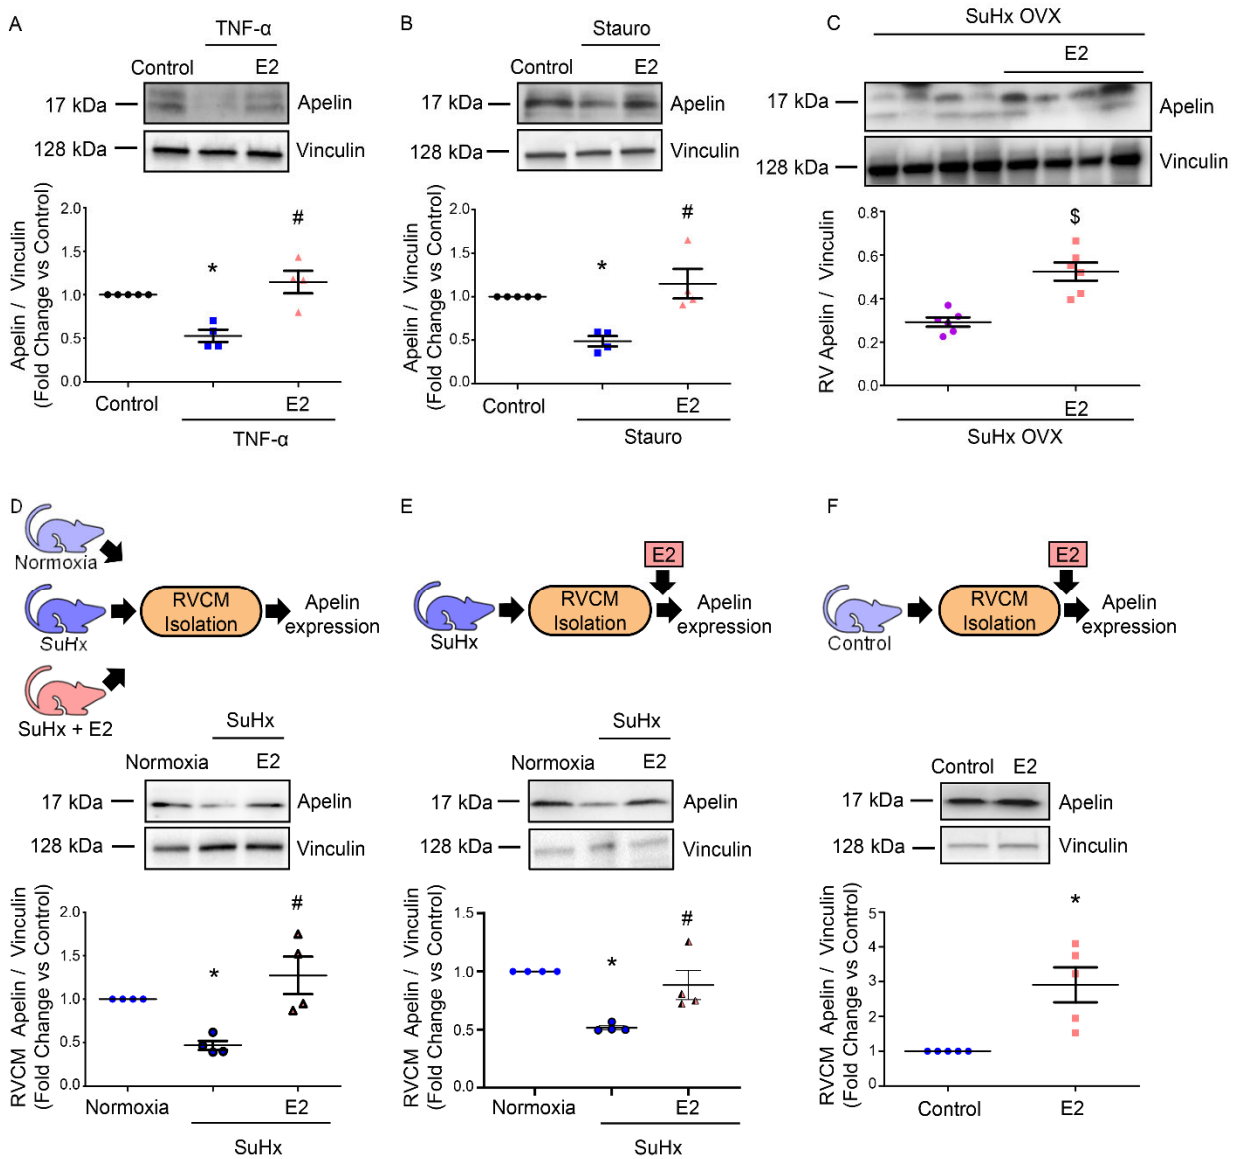 A
TNF-α
Control
E2
17 kDa
Apelin
128 kDa
Vinculin
Apelin / Vinculin
(Fold Change vs Control)
2.0
1.5
1.0
0.5
0.0
*
#
Control
E2
TNF-α
B
Stauro
Control
E2
17 kDa
Apelin
128 kDa
Vinculin
Apelin / Vinculin
(Fold Change vs Control)
2.0
1.5
1.0
0.5
0.0
*
#
Control
E2
Stauro
C
SuHx OVX
E2
17 kDa
Apelin
128 kDa
Vinculin
RV Apelin / Vinculin
0.8
0.6
0.4
0.2
0.0
$
E2
SuHx OVX
D
Normoxia
SuHx
SuHx + E2
RVCM
Isolation
Apelin
expression
SuHx
Normoxia
E2
17 kDa
Apelin
128 kDa
Vinculin
RVCM Apelin / Vinculin
(Fold Change vs Control)
2.0
1.5
1.0
0.5
0.0
*
#
Normoxia
E2
SuHx
E
E2
SuHx
RVCM
Isolation
Apelin
expression
SuHx
Normoxia
E2
17 kDa
Apelin
128 kDa
Vinculin
RVCM Apelin / Vinculin
(Fold Change vs Control)
1.5
1.0
0.5
0.0
*
#
Normoxia
E2
SuHx
F
E2
Control
RVCM
Isolation
Apelin
expression
Control
E2
17 kDa
Apelin
128 kDa
Vinculin
RVCM Apelin / Vinculin
(Fold Change vs Control)
5
4
3
2
1
0
*
Control
E2